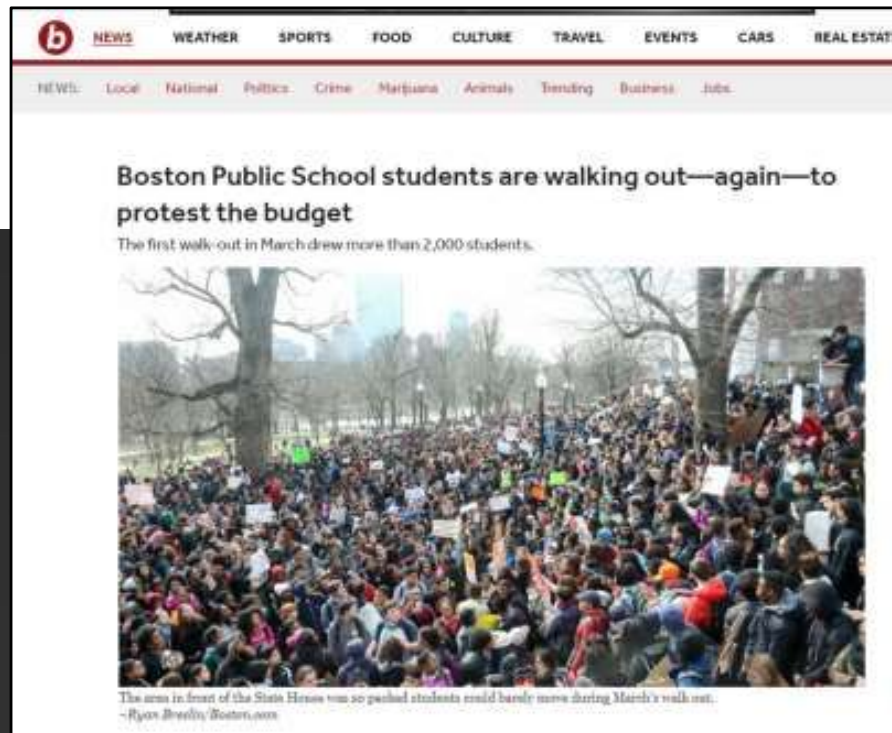 b NEWS WEATHER SPORTS FOOD CULTURE TRAVEL EVENTS CARS REAL ESTAT
NEWS: Local National Politics Crime Marijuana Animals Trending Business Jobs
Boston Public School students are walking out—again—to
protest the budget
The first walk-out in March drew more than 2,000 students.
The area in front of the State House was so packed students could barely move during March's walk out.
–Ryan Breslin/Boston.com